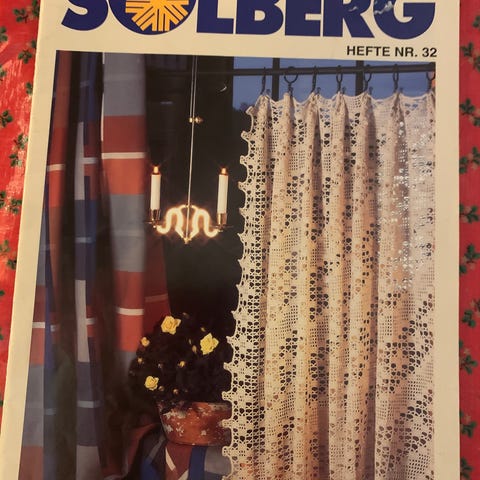 SOLBERG
HEFTE NR. 32